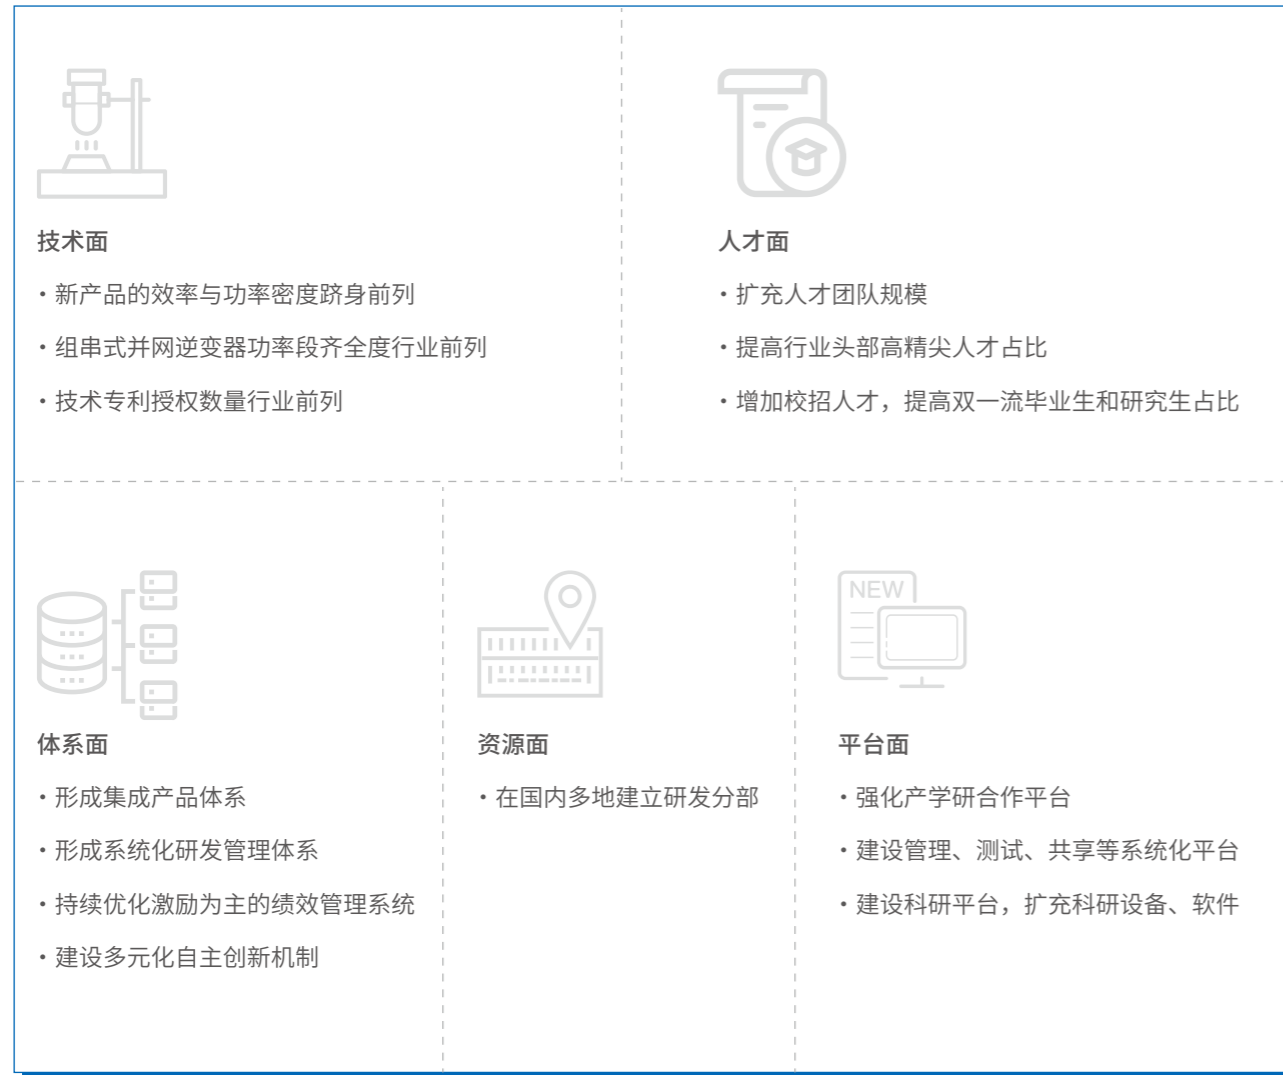 技术面
・新产品的效率与功率密度跻身前列
・组串式并网逆变器功率段齐全度行业前列
・技术专利授权数量行业前列
人才面
・扩充人才团队规模
・提高行业头部高精尖人才占比
・增加校招人才，提高双一流毕业生和研究生占比
体系面
・形成集成产品体系
・形成系统化研发管理体系
・持续优化激励为主的绩效管理系统
・建设多元化自主创新机制
资源面
・在国内多地建立研发分部
NEW
平台面
・强化产学研合作平台
・建设管理、测试、共享等系统化平台
・建设科研平台，扩充科研设备、软件